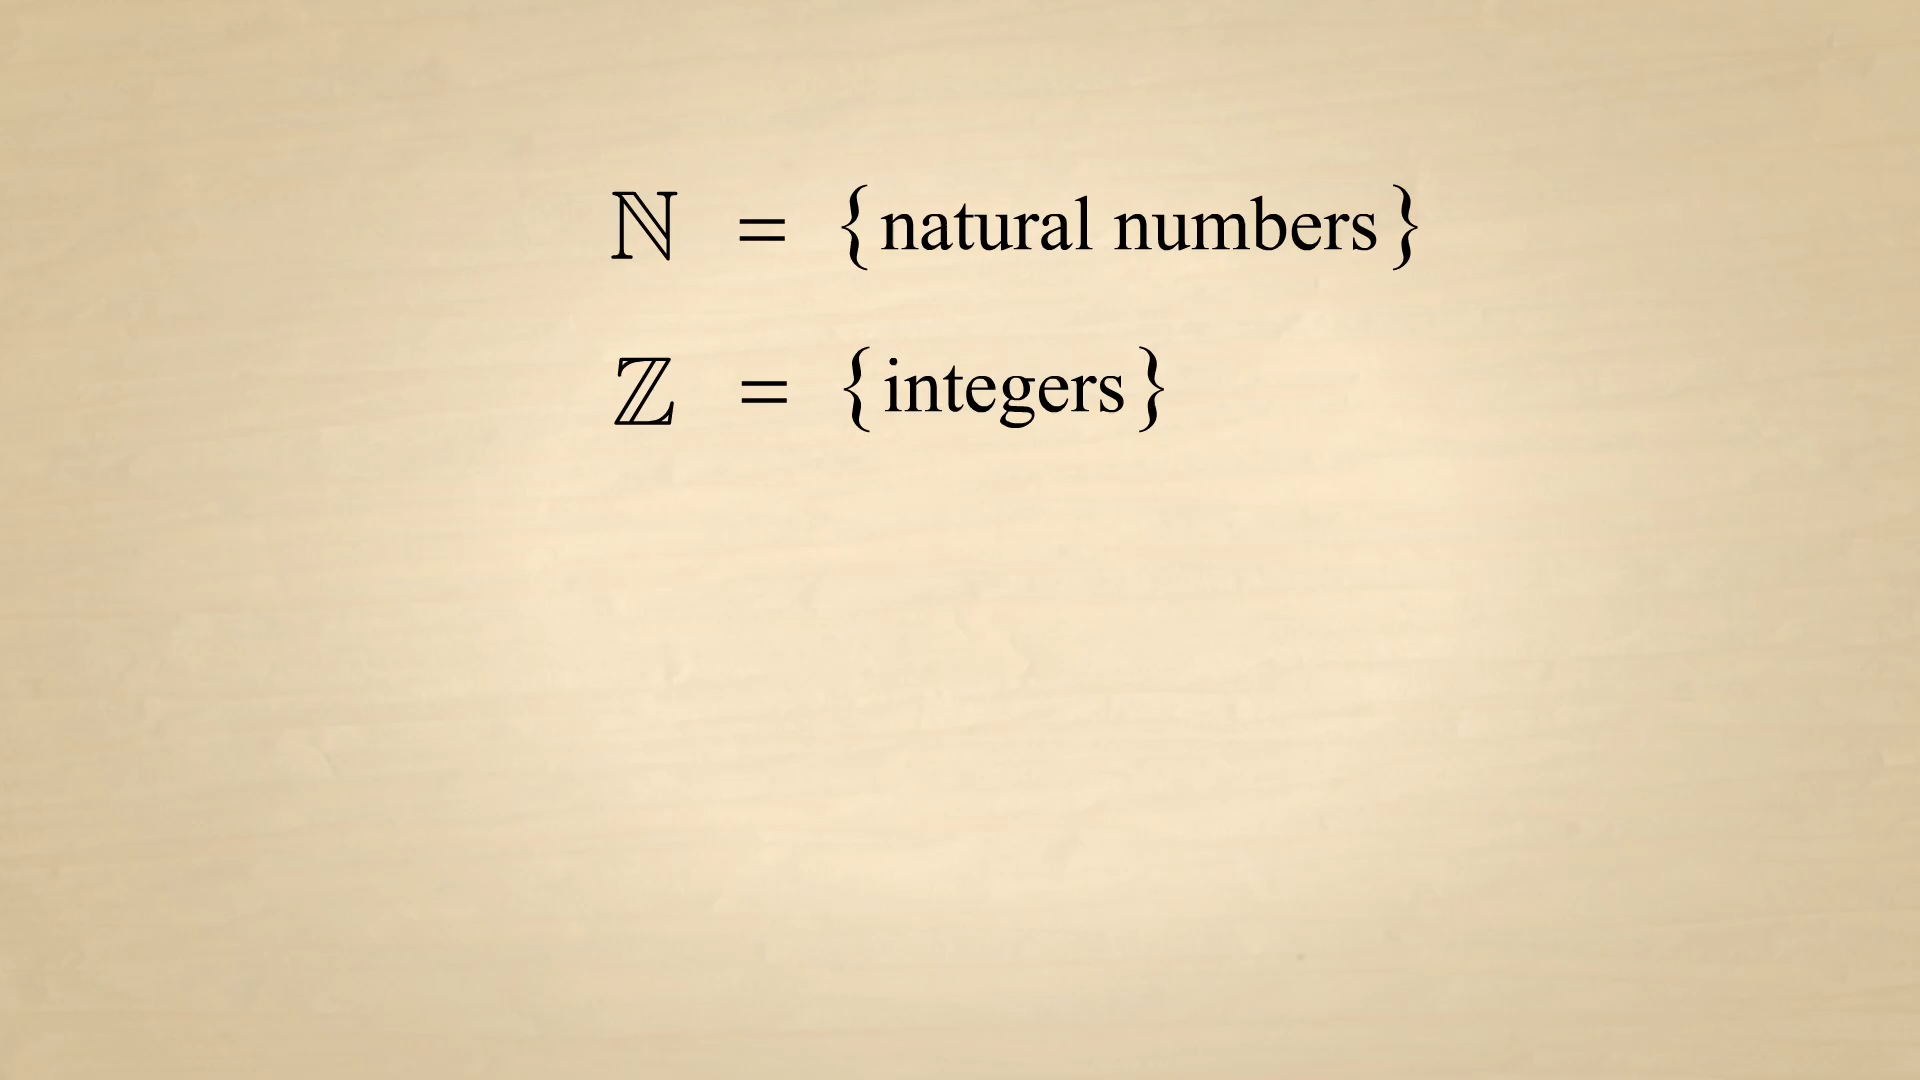 ℕ = {natural numbers}
ℤ = {integers}